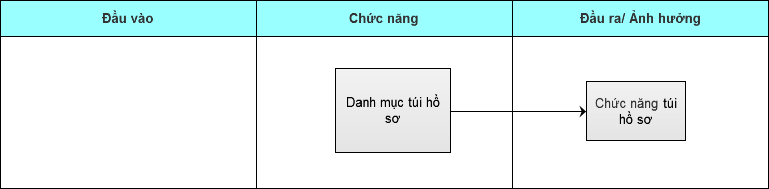 Đầu vào
Chức năng
Đầu ra/ Ảnh hưởng
Danh mục túi hồ
sơ
Chức năng túi
hồ sơ